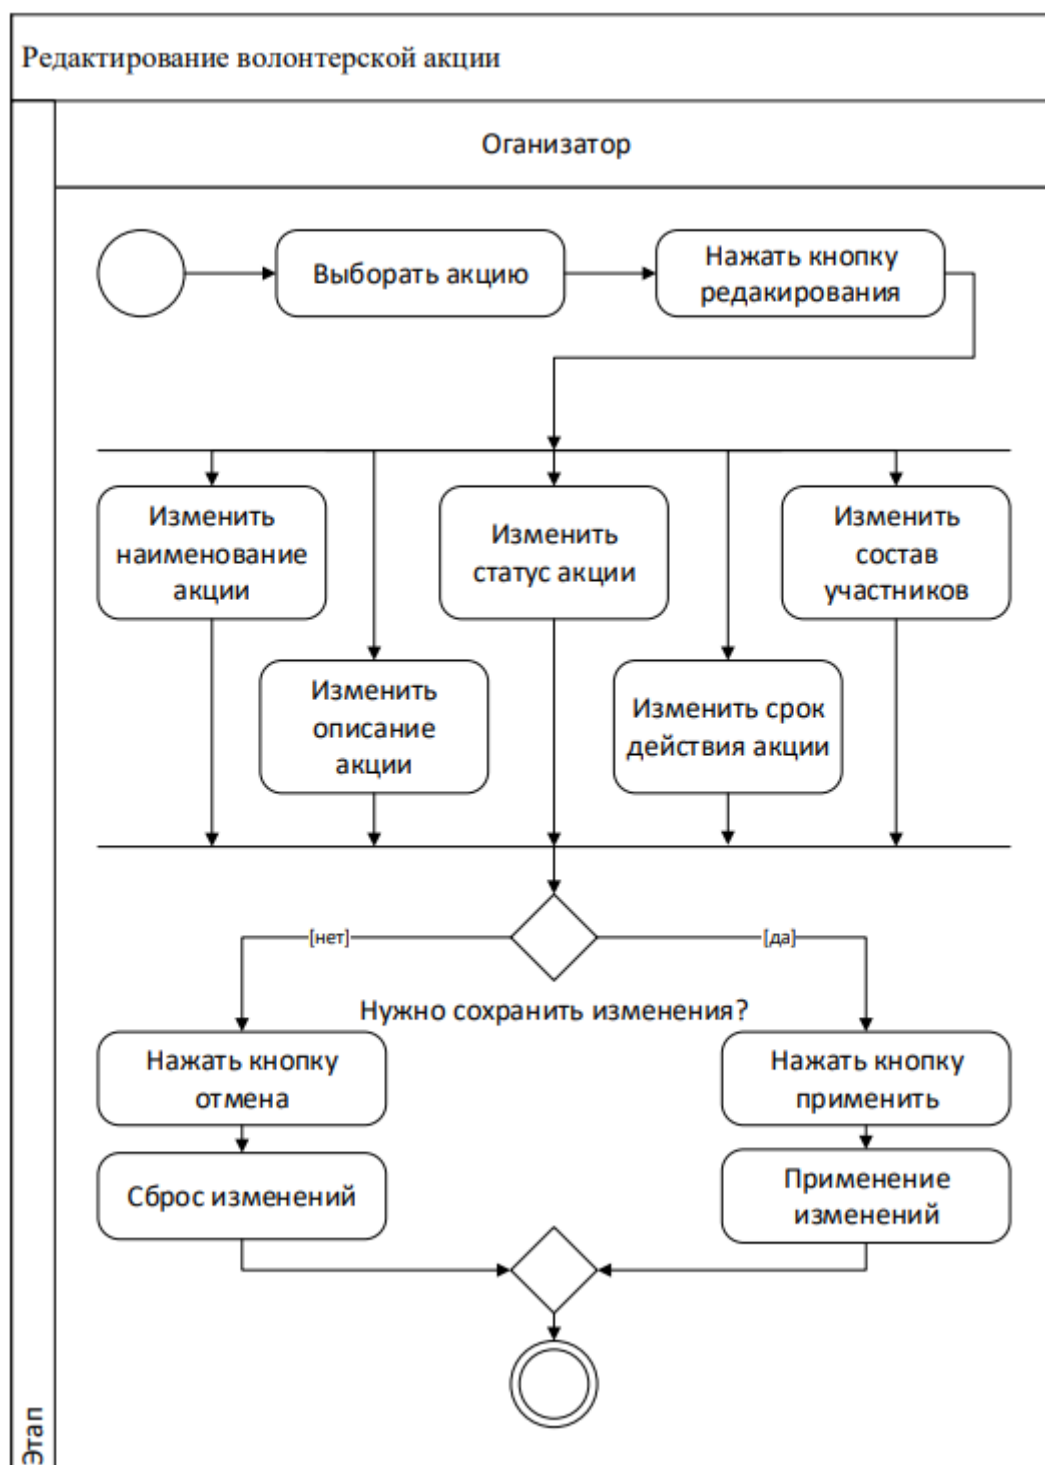 Редактирование волонтерской акции
Оганизатор
Выборать акцию
Нажать кнопку
редакирования
Изменить
наименование
акции
Изменить
статус акции
Изменить
состав
участников
Изменить
описание
акции
Изменить срок
действия акции
[нет]
[да]
Нужно сохранить изменения?
Нажать кнопку
отмена
Нажать кнопку
применить
Сброс изменений
Применение
изменений
Этап